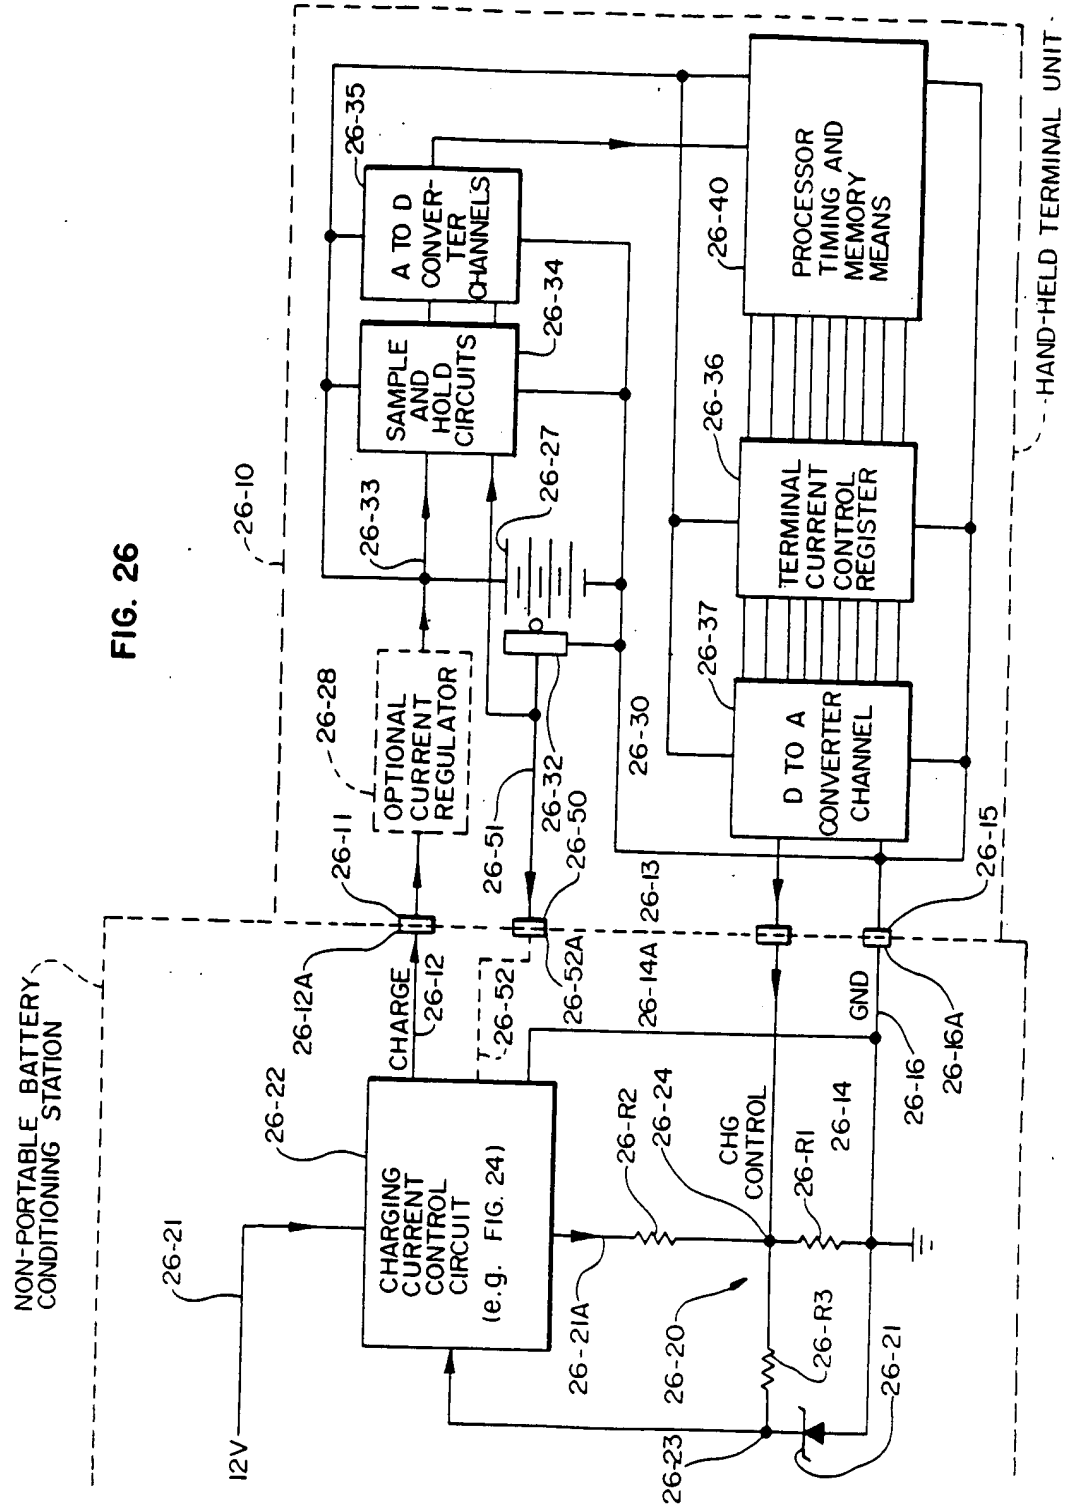 FIG. 26
NON-PORTABLE BATTERY
CONDITIONING STATION
12V
26-21
26-22
CHARGING
CURRENT
CONTROL
CIRCUIT
(e.g. FIG. 24)
26-21A
26-R2
26-20
26-24
26-23
26-R3
26-21
26-R1
CHG
CONTROL
26-14
CHARGE
26-12
26-12A
26-11
26-52
26-52A
26-50
26-51
26-14A
26-13
GND
26-16
26-16A
26-15
26-10
26-28
OPTIONAL
CURRENT
REGULATOR
26-33
26-27
26-32
26-30
SAMPLE
AND
HOLD
CIRCUITS
26-34
A TO D
CONVER-
TER
CHANNELS
26-35
26-37
D TO A
CONVERTER
CHANNEL
26-36
TERMINAL
CURRENT
CONTROL
REGISTER
26-40
PROCESSOR
TIMING AND
MEMORY
MEANS
HAND-HELD TERMINAL UNIT